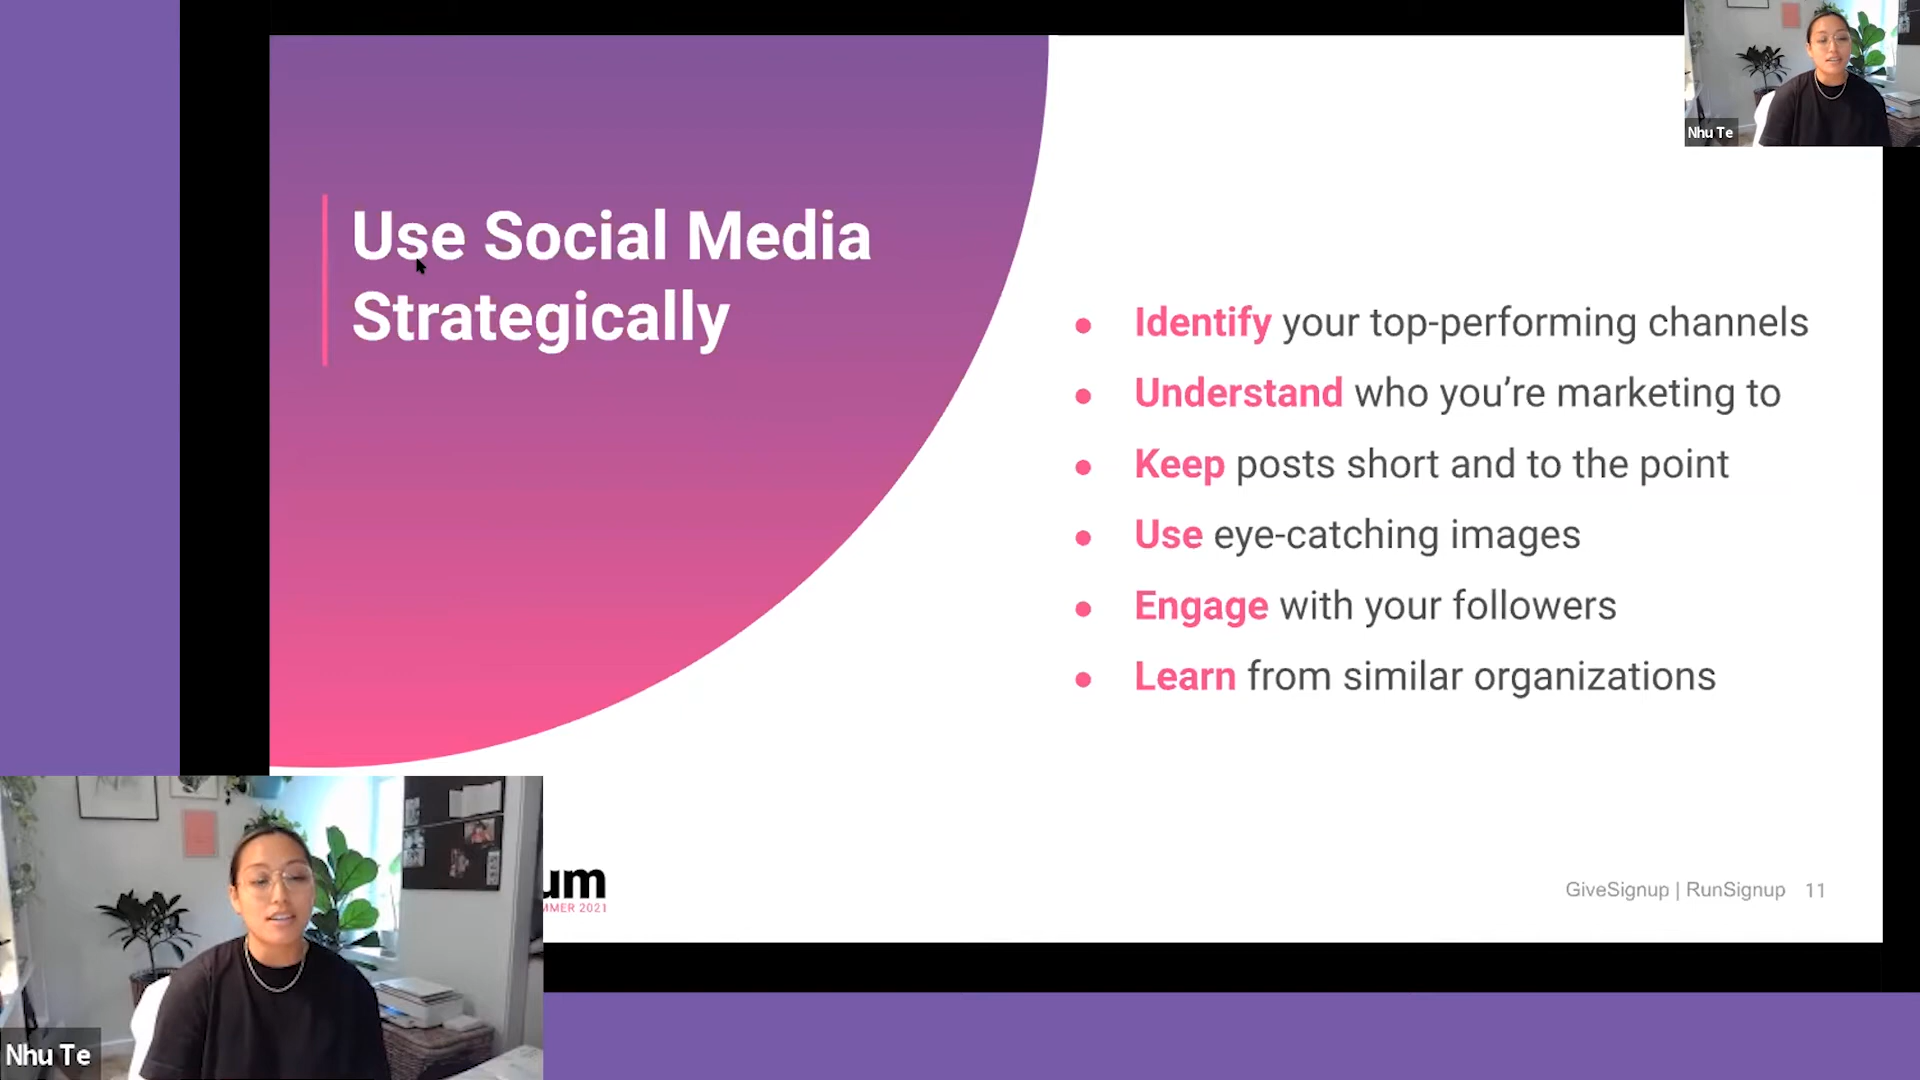 Nhu Te
Use Social Media
Strategically
● Identify your top-performing channels
● Understand who you’re marketing to
● Keep posts short and to the point
● Use eye-catching images
● Engage with your followers
● Learn from similar organizations
um
MMER 2021
GiveSignup | RunSignup 11
Nhu Te